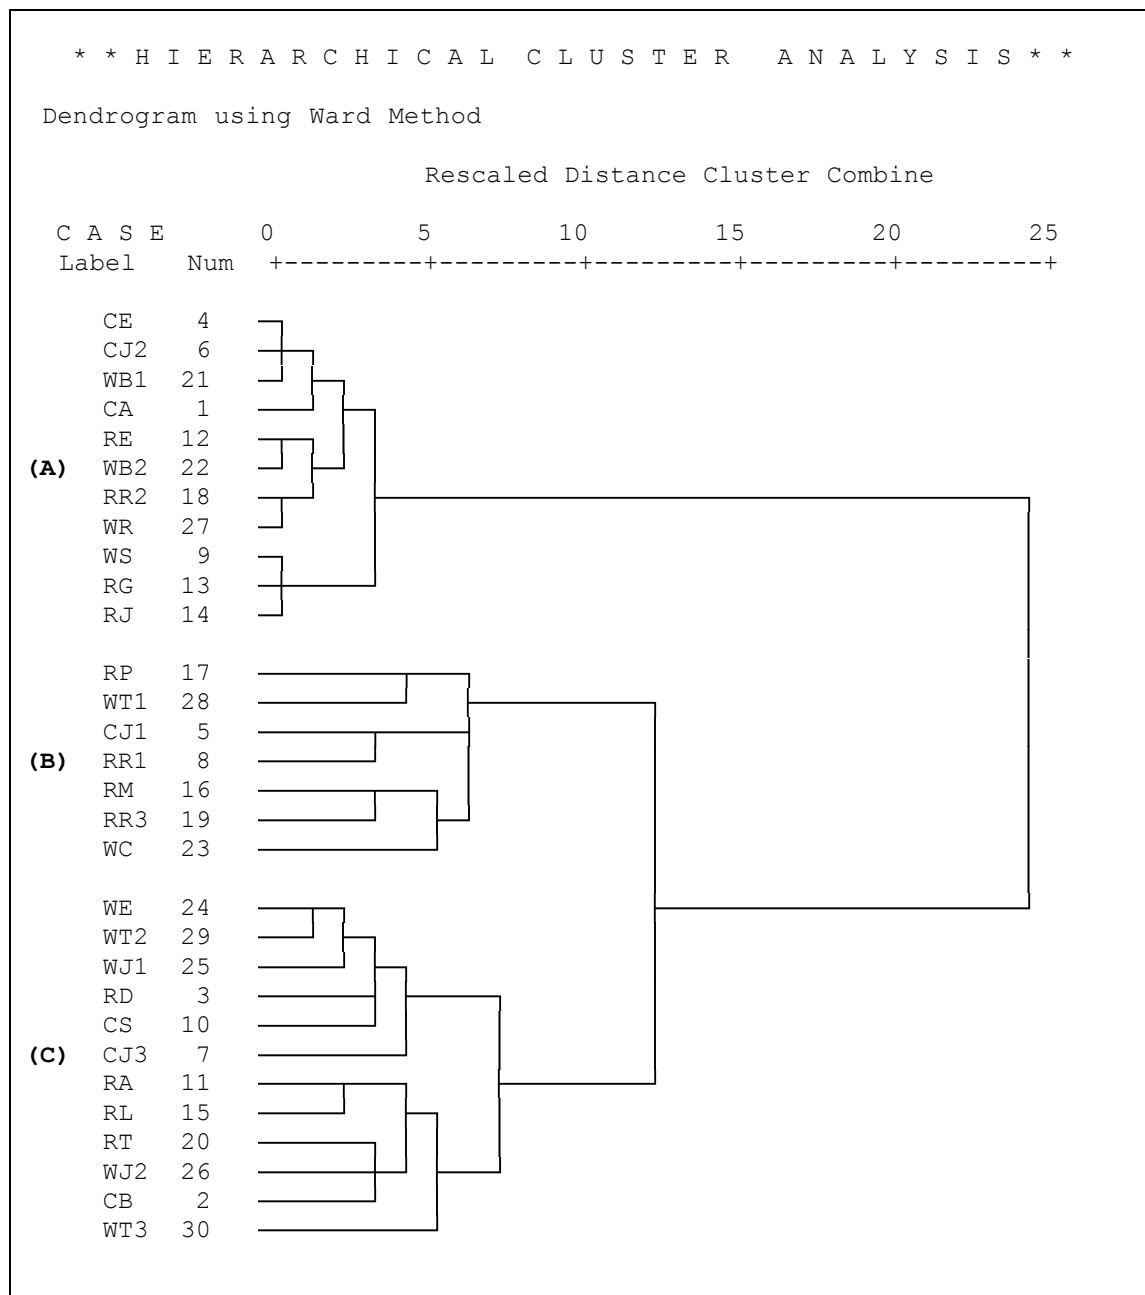 * * H I E R A R C H I C A L  C L U S T E R   A N A L Y S I S * *
Dendrogram using Ward Method
Rescaled Distance Cluster Combine
C A S E      0         5        10        15        20        25
Label   Num  +---------+---------+---------+---------+---------+
CE 4
CJ2 6
WB1 21
CA 1
RE 12
(A) WB2 22
RR2 18
WR 27
WS 9
RG 13
RJ 14
RP 17
WT1 28
CJ1 5
(B) RR1 8
RM 16
RR3 19
WC 23
WE 24
WT2 29
WJ1 25
RD 3
CS 10
(C) CJ3 7
RA 11
RL 15
RT 20
WJ2 26
CB 2
WT3 30